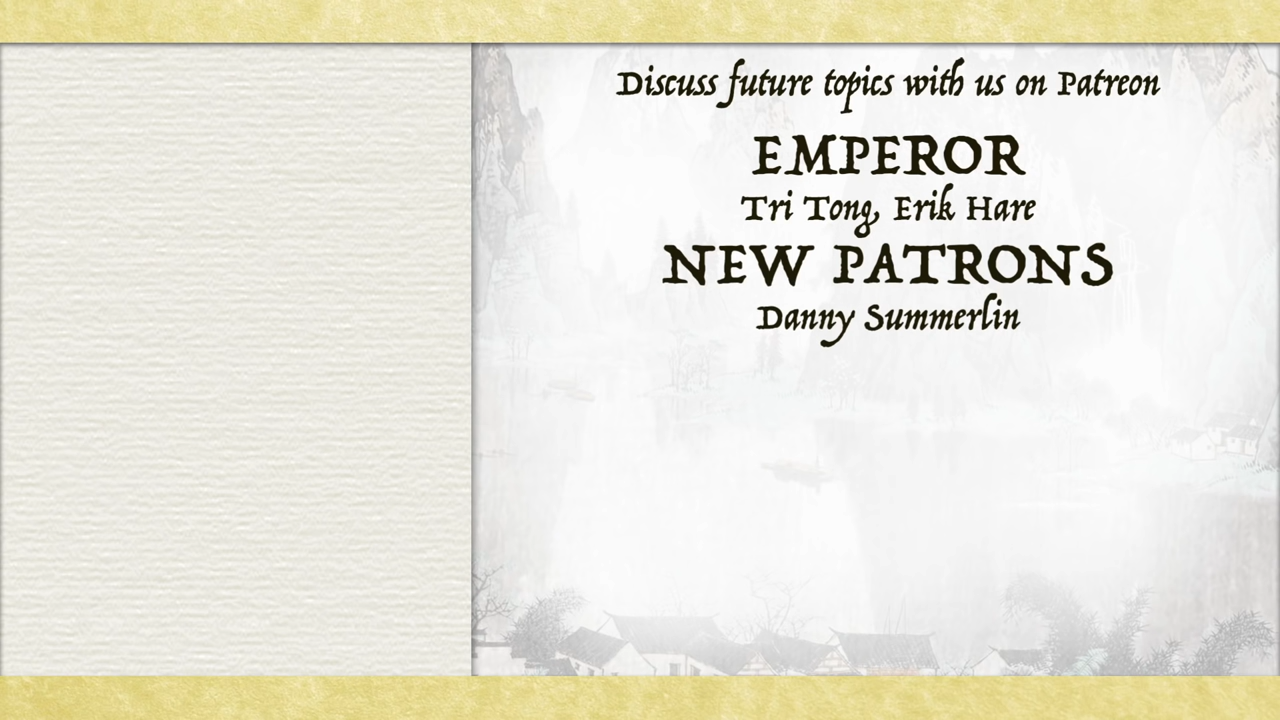 Discuss future topics with us on Patreon
EMPEROR
Tri Tong, Erik Hare
NEW PATRONS
Danny Summerlin